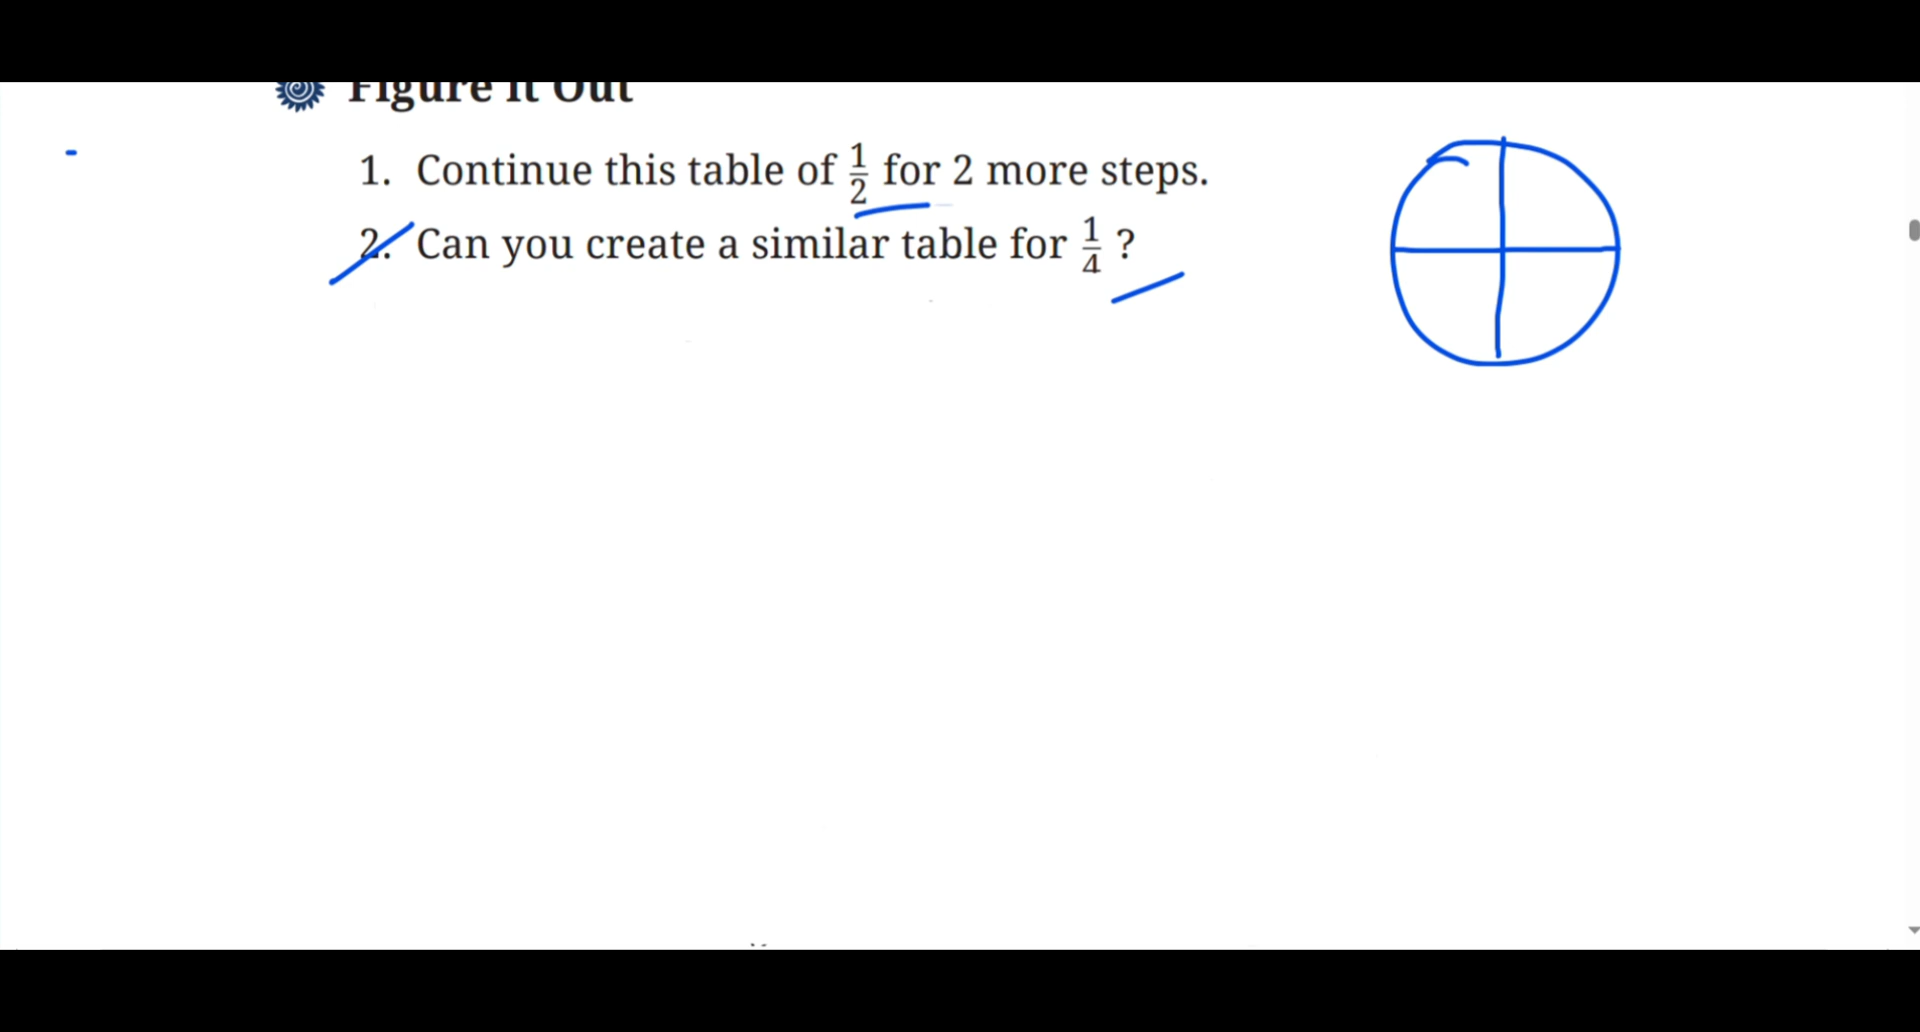 Figure it Out
1. Continue this table of 1/2 for 2 more steps.
2. Can you create a similar table for 1/4 ?